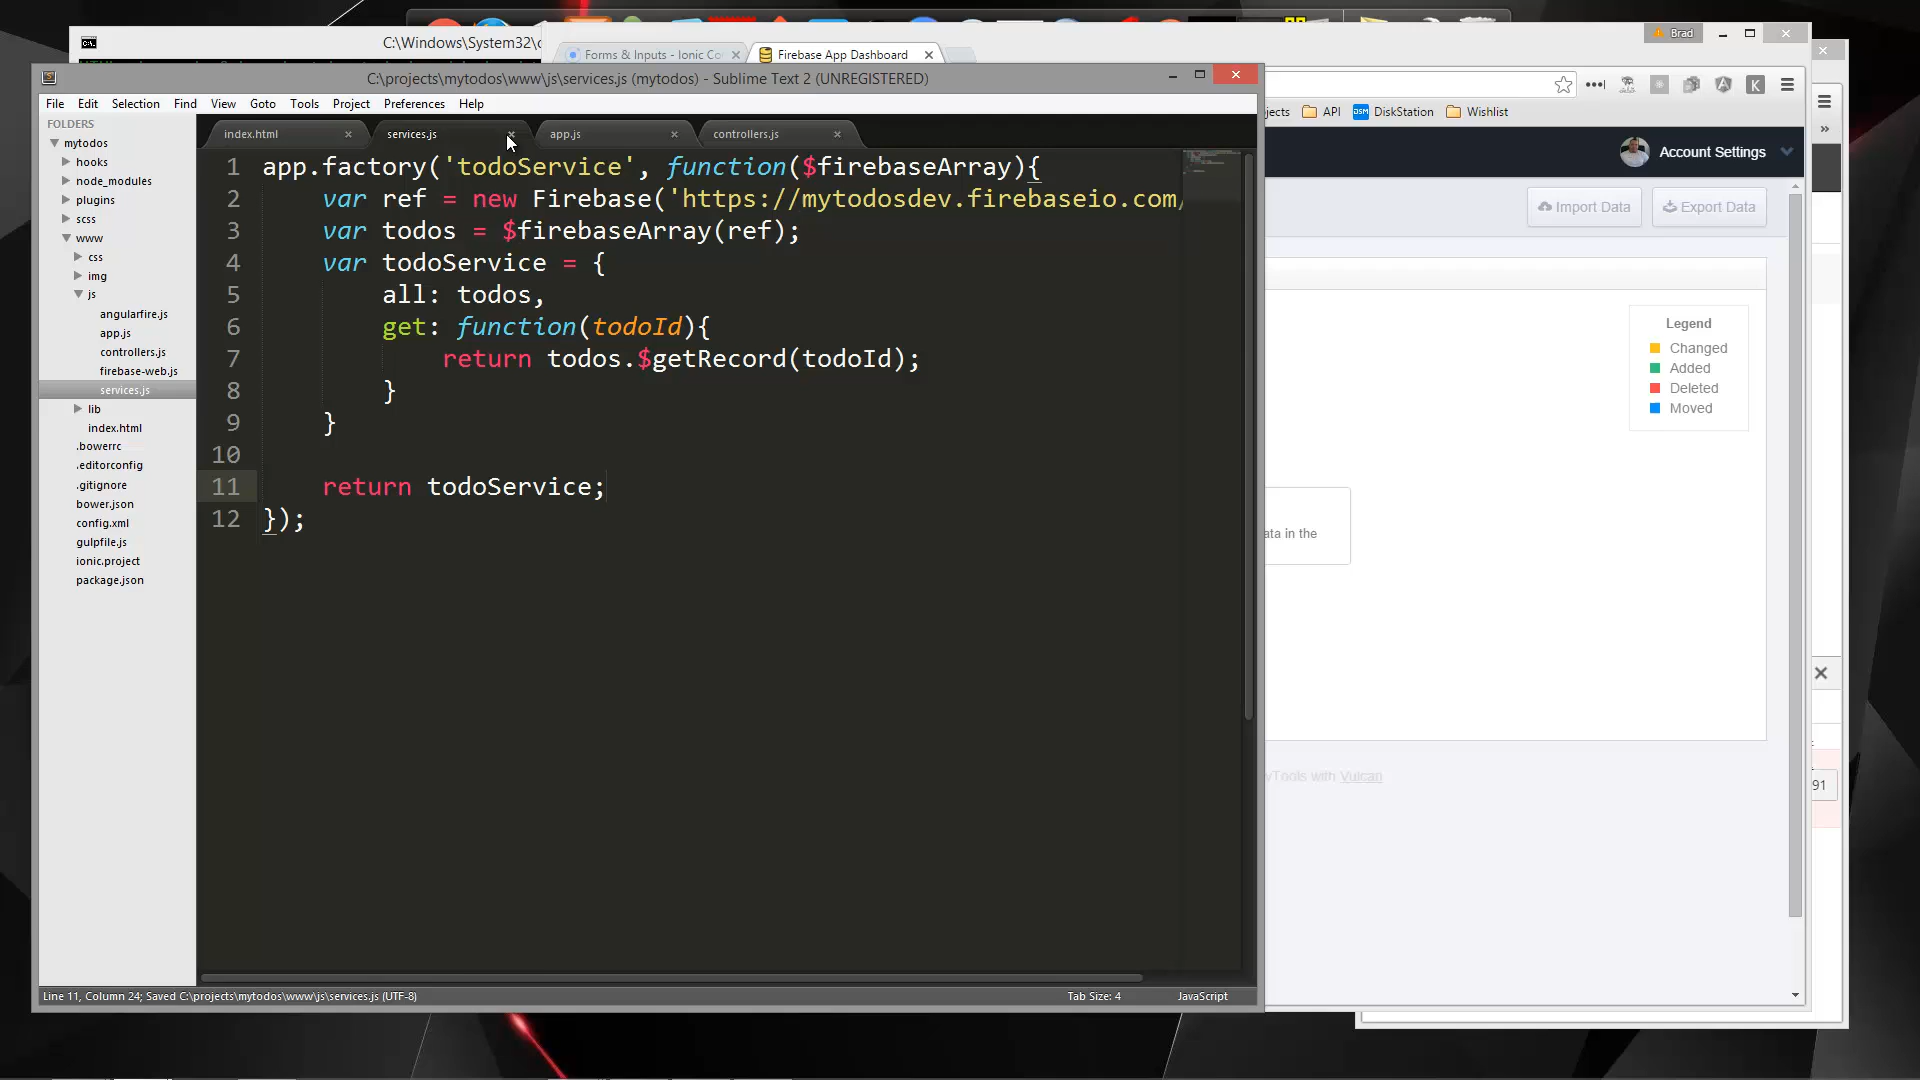 C:\Windows\System32\c
Forms & Inputs - Ionic Co
Firebase App Dashboard
Brad
C:\projects\mytodos\www\js\services.js (mytodos) - Sublime Text 2 (UNREGISTERED)
File Edit Selection Find View Goto Tools Project Preferences Help
jects API DiskStation Wishlist
FOLDERS
mytodos
hooks
node_modules
plugins
scss
www
css
img
js
angularfire.js
app.js
controllers.js
firebase-web.js
services.js
lib
index.html
.bowerrc
.editorconfig
.gitignore
bower.json
config.xml
gulpfile.js
ionic.project
package.json
index.html services.js app.js controllers.js
1 app.factory('todoService', function($firebaseArray){
2 var ref = new Firebase('https://mytodosdev.firebaseio.com/
3 var todos = $firebaseArray(ref);
4 var todoService = {
5 all: todos,
6 get: function(todoId){
7 return todos.$getRecord(todoId);
8 }
9 }
10
11 return todoService;
12 });
Account Settings
Import Data Export Data
Legend
Changed
Added
Deleted
Moved
ata in the
Tools with Vulcan
91
Line 11, Column 24; Saved C:\projects\mytodos\www\js\services.js (UTF-8)
Tab Size: 4
JavaScript